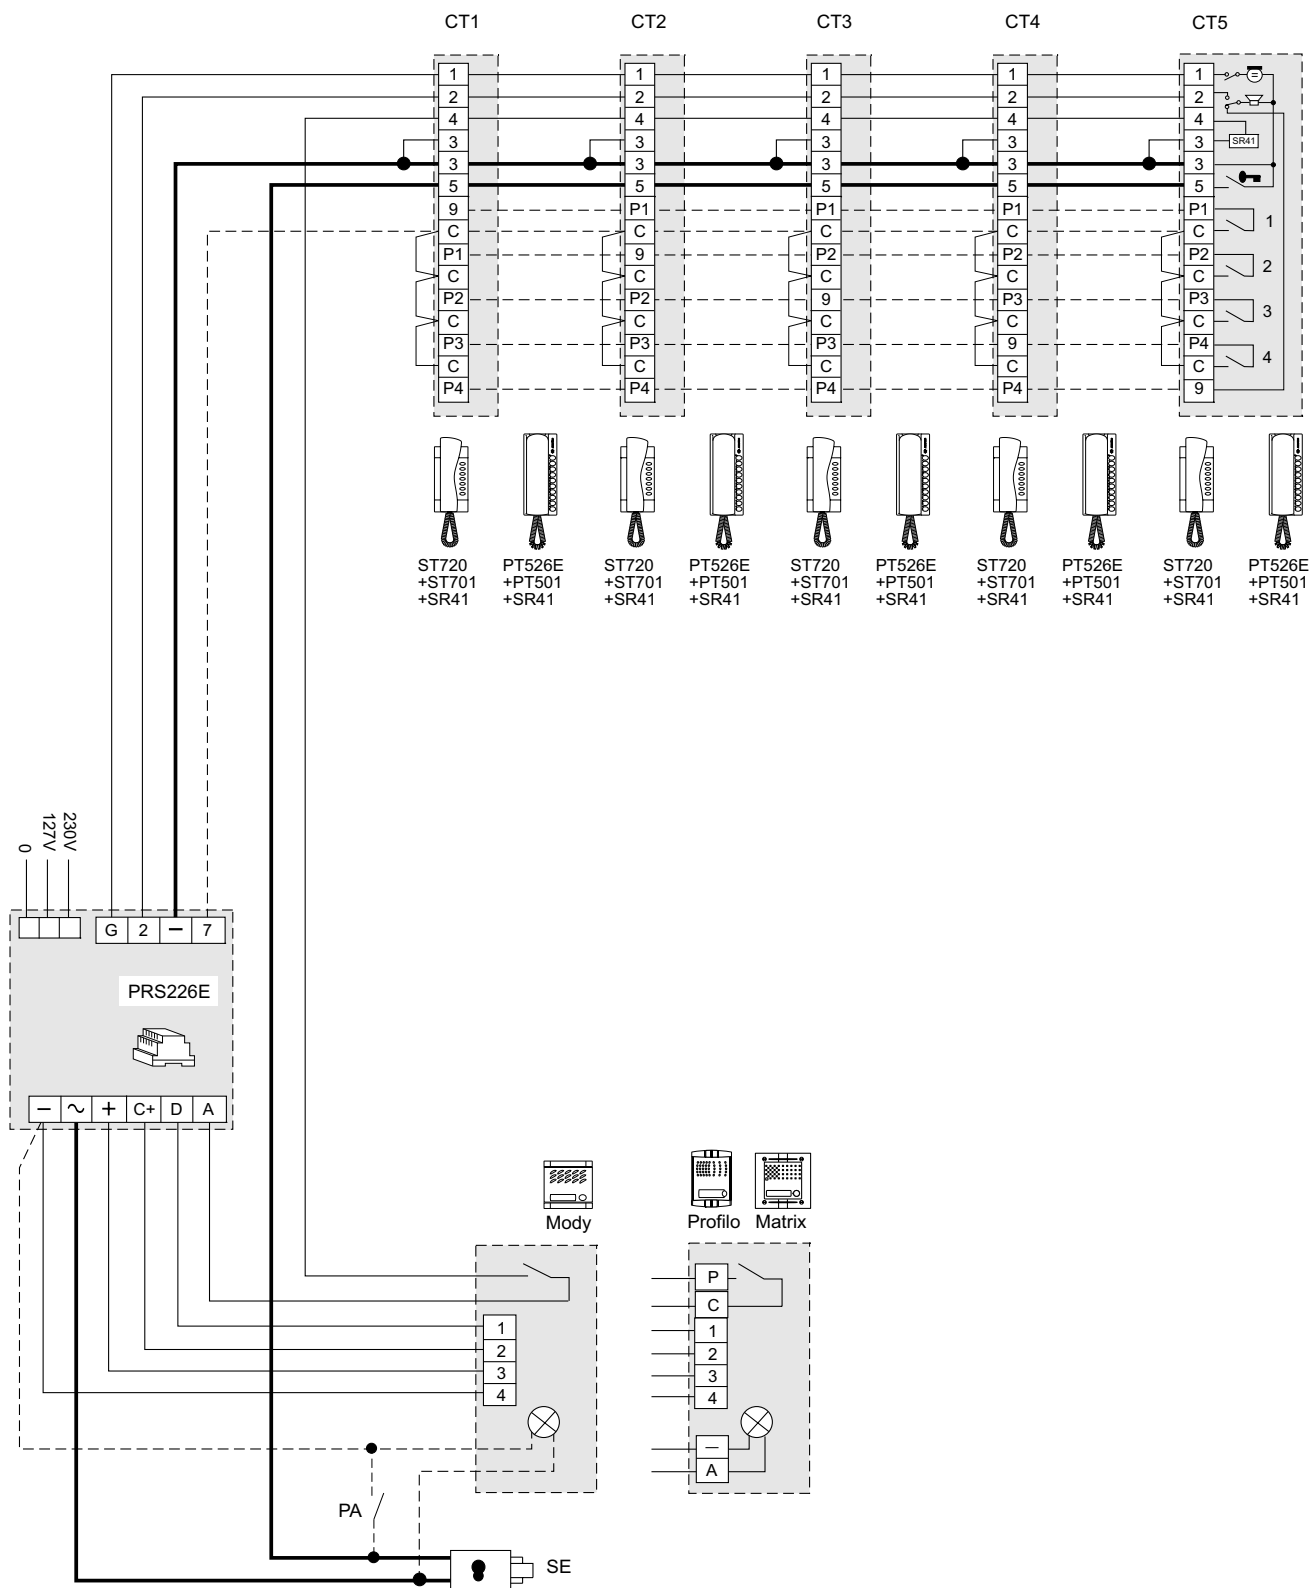 CT1 CT2 CT3 CT4 CT5
1 1 1 1 1
2 2 2 2 2
4 4 4 4 4
3 3 3 3 3 SR41
3 3 3 3 3
5 5 5 5 5
9 P1 P1 P1 P1 1
C C C C C
P1 9 P2 P2 P2 2
C C C C C
P2 P2 9 P3 P3 3
C C C C C
P3 P3 P3 9 P4 4
C C C C C
P4 P4 P4 P4 9
ST720 PT526E ST720 PT526E ST720 PT526E ST720 PT526E ST720 PT526E
+ST701 +PT501 +ST701 +PT501 +ST701 +PT501 +ST701 +PT501 +ST701 +PT501
+SR41 +SR41 +SR41 +SR41 +SR41 +SR41 +SR41 +SR41 +SR41 +SR41
0 127V 230V
G 2 − 7
PRS226E
− ~ + C+ D A
Mody Profilo Matrix
P
C
1 1
2 2
3 3
4 4
−
A
PA
SE